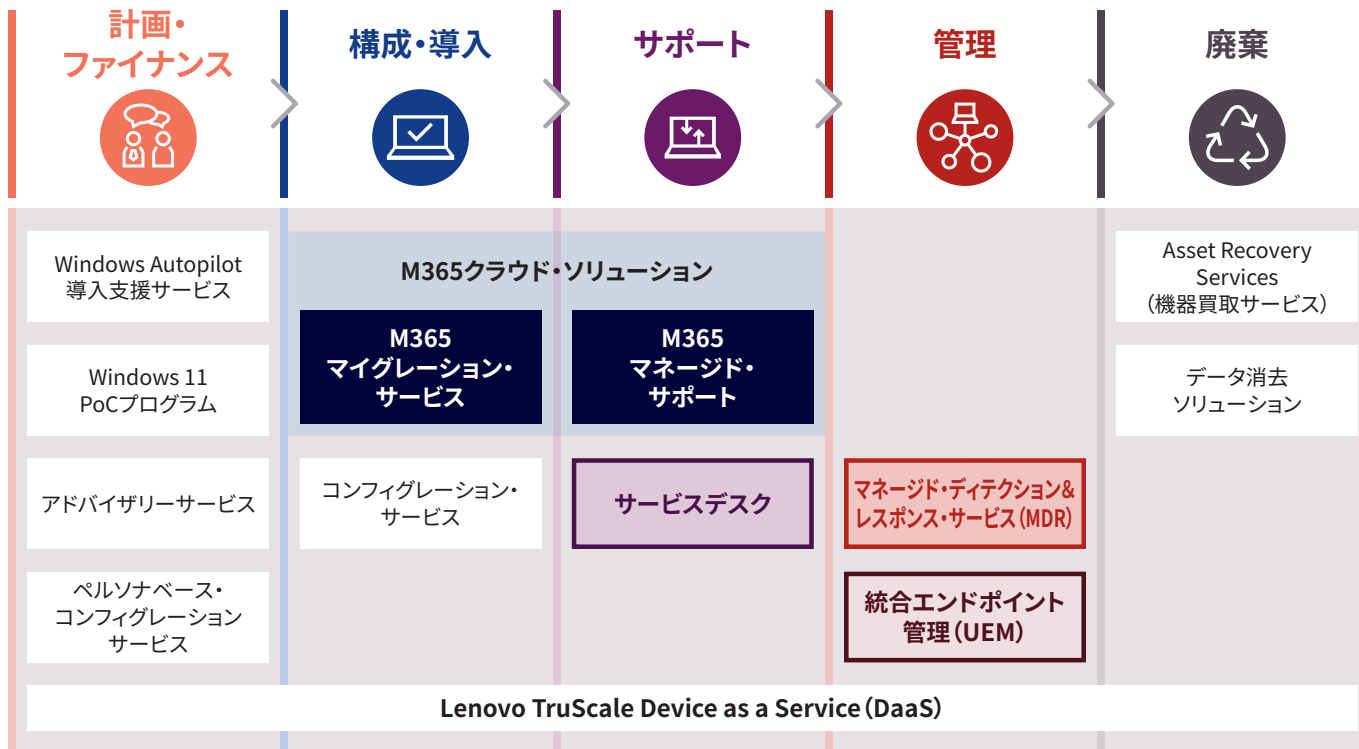 計画・
ファイナンス
構成・導入
サポート
管理
廃棄
Windows Autopilot
導入支援サービス
Windows 11
PoCプログラム
アドバイザリーサービス
ペルソナベース・
コンフィグレーション
サービス
M365クラウド・ソリューション
M365
マイグレーション・
サービス
M365
マネージド・
サポート
コンフィグレーション・
サービス
サービスデスク
マネージド・ディテクション&
レスポンス・サービス（MDR）
統合エンドポイント
管理（UEM）
Asset Recovery
Services
（機器買取サービス）
データ消去
ソリューション
Lenovo TruScale Device as a Service（DaaS）